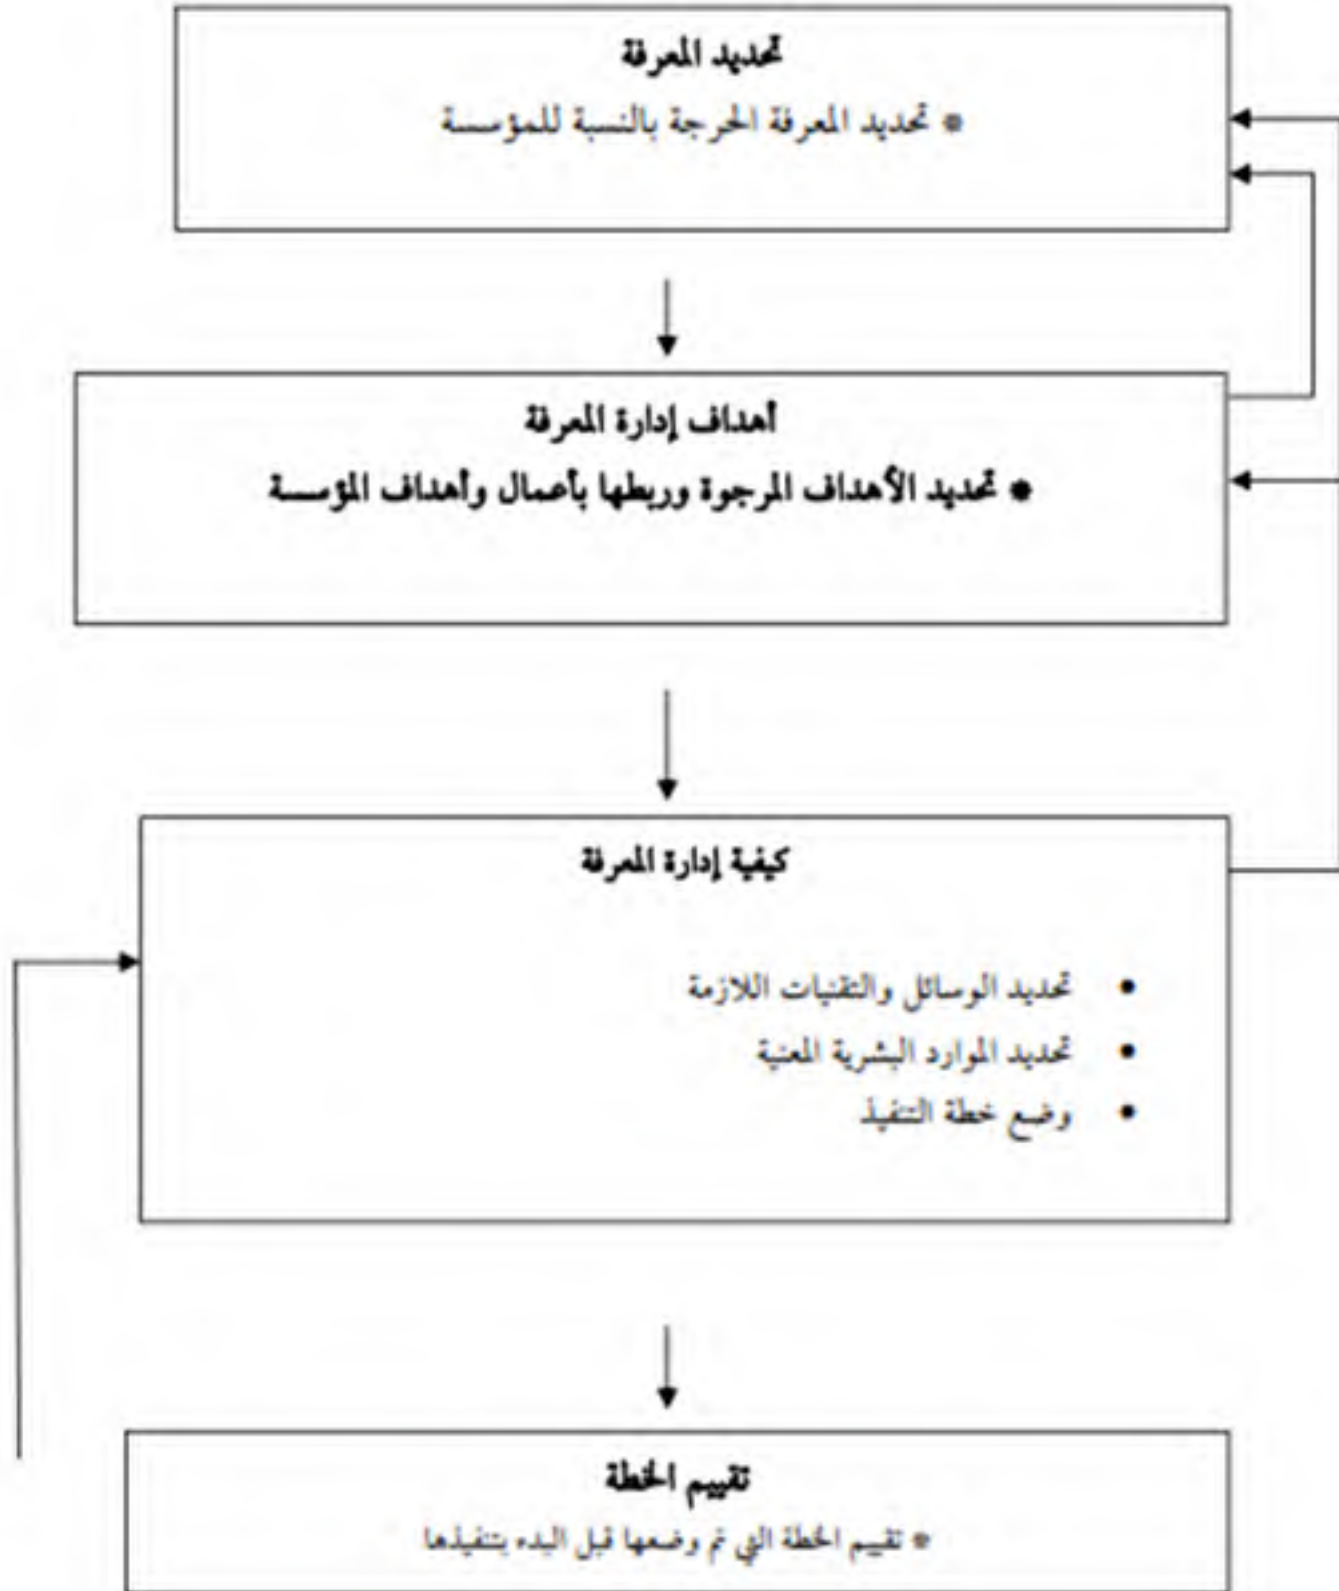 تحديد المعرفة
* تحديد المعرفة الحرجة بالنسبة للمؤسسة
أهداف إدارة المعرفة
* تحديد الأهداف المرجوة وربطها بأعمال وأهداف المؤسسة
كيفية إدارة المعرفة
• تحديد الوسائل والتقنيات اللازمة
• تحديد الموارد البشرية المعنية
• وضع خطة التنفيذ
تقييم الخطة
* تقييم الخطة التي تم وضعها قبل البدء بتنفيذها